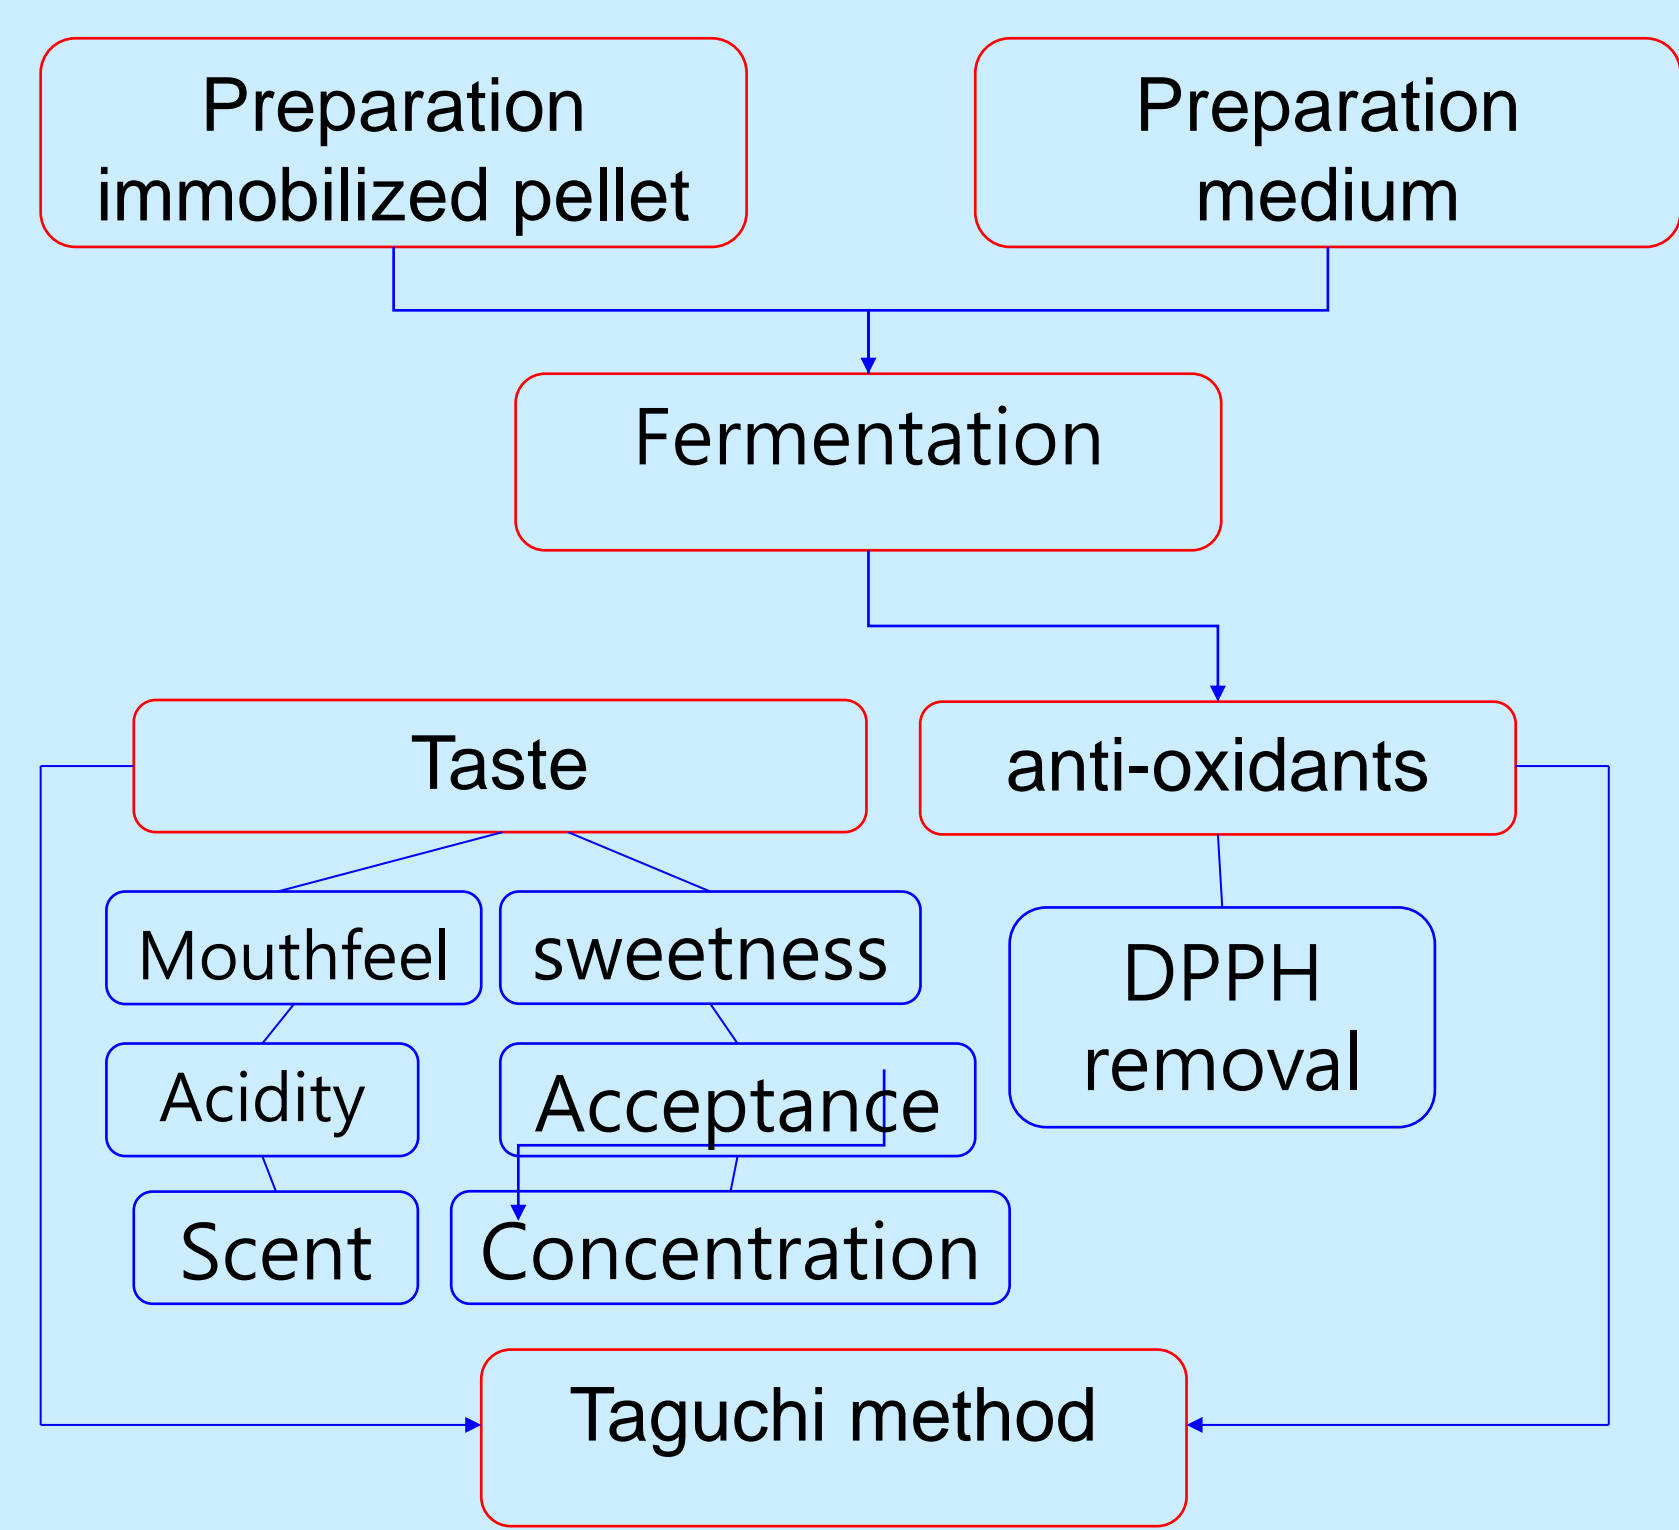 Preparation
immobilized pellet
Preparation
medium
Fermentation
Taste
anti-oxidants
Mouthfeel
sweetness
DPPH
removal
Acidity
Acceptance
Scent
Concentration
Taguchi method